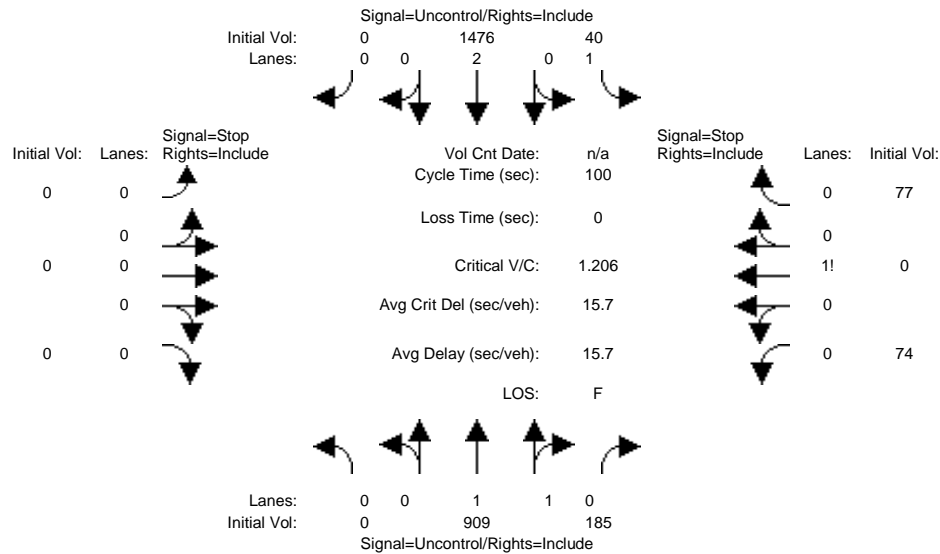 Signal=Uncontrol/Rights=Include
Initial Vol: 0 1476 40
Lanes: 0 0 2 0 1
Signal=Stop Signal=Stop
Initial Vol: Lanes: Rights=Include Vol Cnt Date: n/a Rights=Include Lanes: Initial Vol:
Cycle Time (sec): 100
0 0 0 77
Loss Time (sec): 0
0 0
0 0 Critical V/C: 1.206 1! 0
0 Avg Crit Del (sec/veh): 15.7 0
0 0 Avg Delay (sec/veh): 15.7 0 74
LOS: F
Lanes: 0 0 1 1 0
Initial Vol: 0 909 185
Signal=Uncontrol/Rights=Include